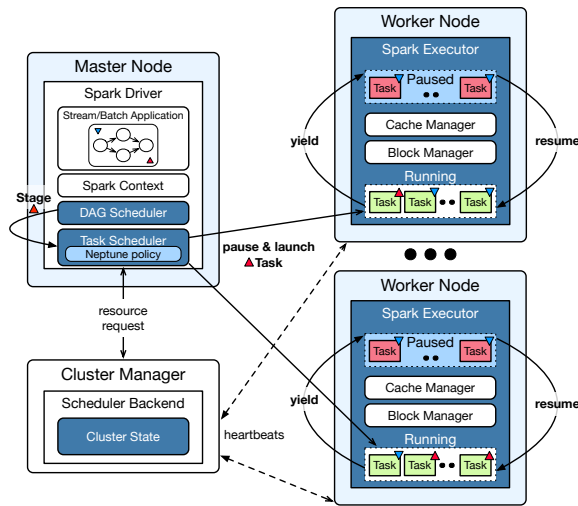 Master Node
Spark Driver
Stream/Batch Application
Spark Context
Stage
DAG Scheduler
Task Scheduler
Neptune policy
pause & launch
Task
resource
request
Cluster Manager
Scheduler Backend
Cluster State
heartbeats
Worker Node
Spark Executor
Paused
Task
Task
Cache Manager
Block Manager
yield
resume
Running
Task
Task
Task
Worker Node
Spark Executor
Paused
Task
Task
Cache Manager
Block Manager
yield
resume
Running
Task
Task
Task